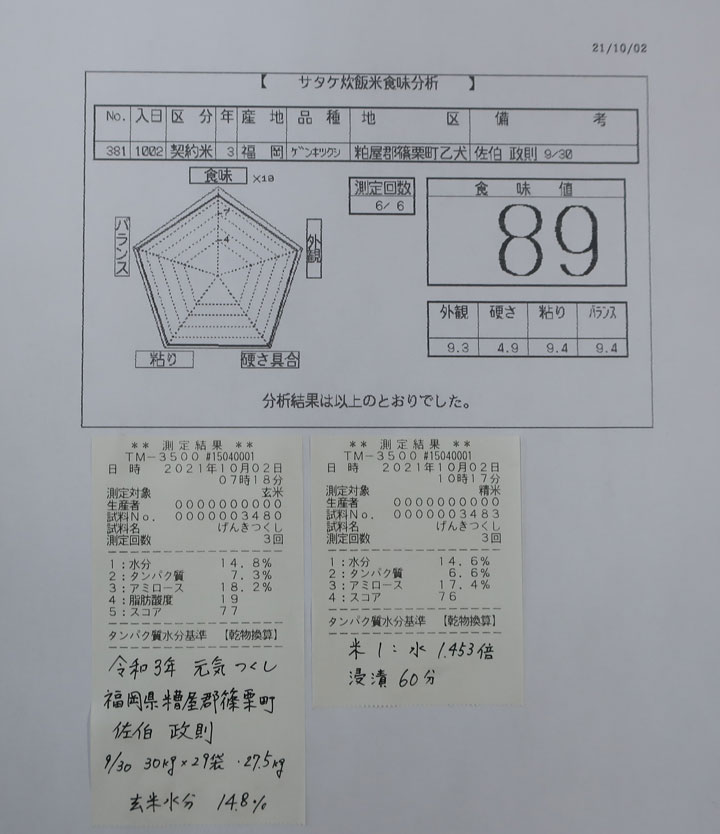 21/10/02
【 サタケ炊飯米食味分析 】
No. 入日 区分 年 産地 品種 地区 備考
381 1002 契約米 3 福岡 ゲンキツクシ 粕屋郡篠栗町乙犬 佐伯 政則 9/30
食味 ×10
7
4
バランス
外観
粘り
硬さ具合
測定回数
6/ 6
食味値
89
外観 硬さ 粘り バランス
9.3 4.9 9.4 9.4
分析結果は以上のとおりでした。
** 測定結果 **
TM-3500 #15040001
日 時 2021年10月02日
07時18分
測定対象 玄米
生産者 0000000000
試料No. 0000003480
試料名 げんきつくし
測定回数 3回
1:水分 14.8%
2:タンパク質 7.3%
3:アミロース 18.2%
4:脂肪酸度 19
5:スコア 77
タンパク質水分基準 【乾物換算】
令和3年 元気つくし
福岡県糟屋郡篠栗町
佐伯 政則
9/30 30kg×29袋 ・27.5kg
玄米水分 14.8%
** 測定結果 **
TM-3500 #15040001
日 時 2021年10月02日
10時17分
測定対象 精米
生産者 0000000000
試料No. 0000003483
試料名 げんきつくし
測定回数 3回
1:水分 14.6%
2:タンパク質 6.6%
3:アミロース 17.4%
4:スコア 76
タンパク質水分基準 【乾物換算】
米 1 : 水 1.453倍
浸漬 60分